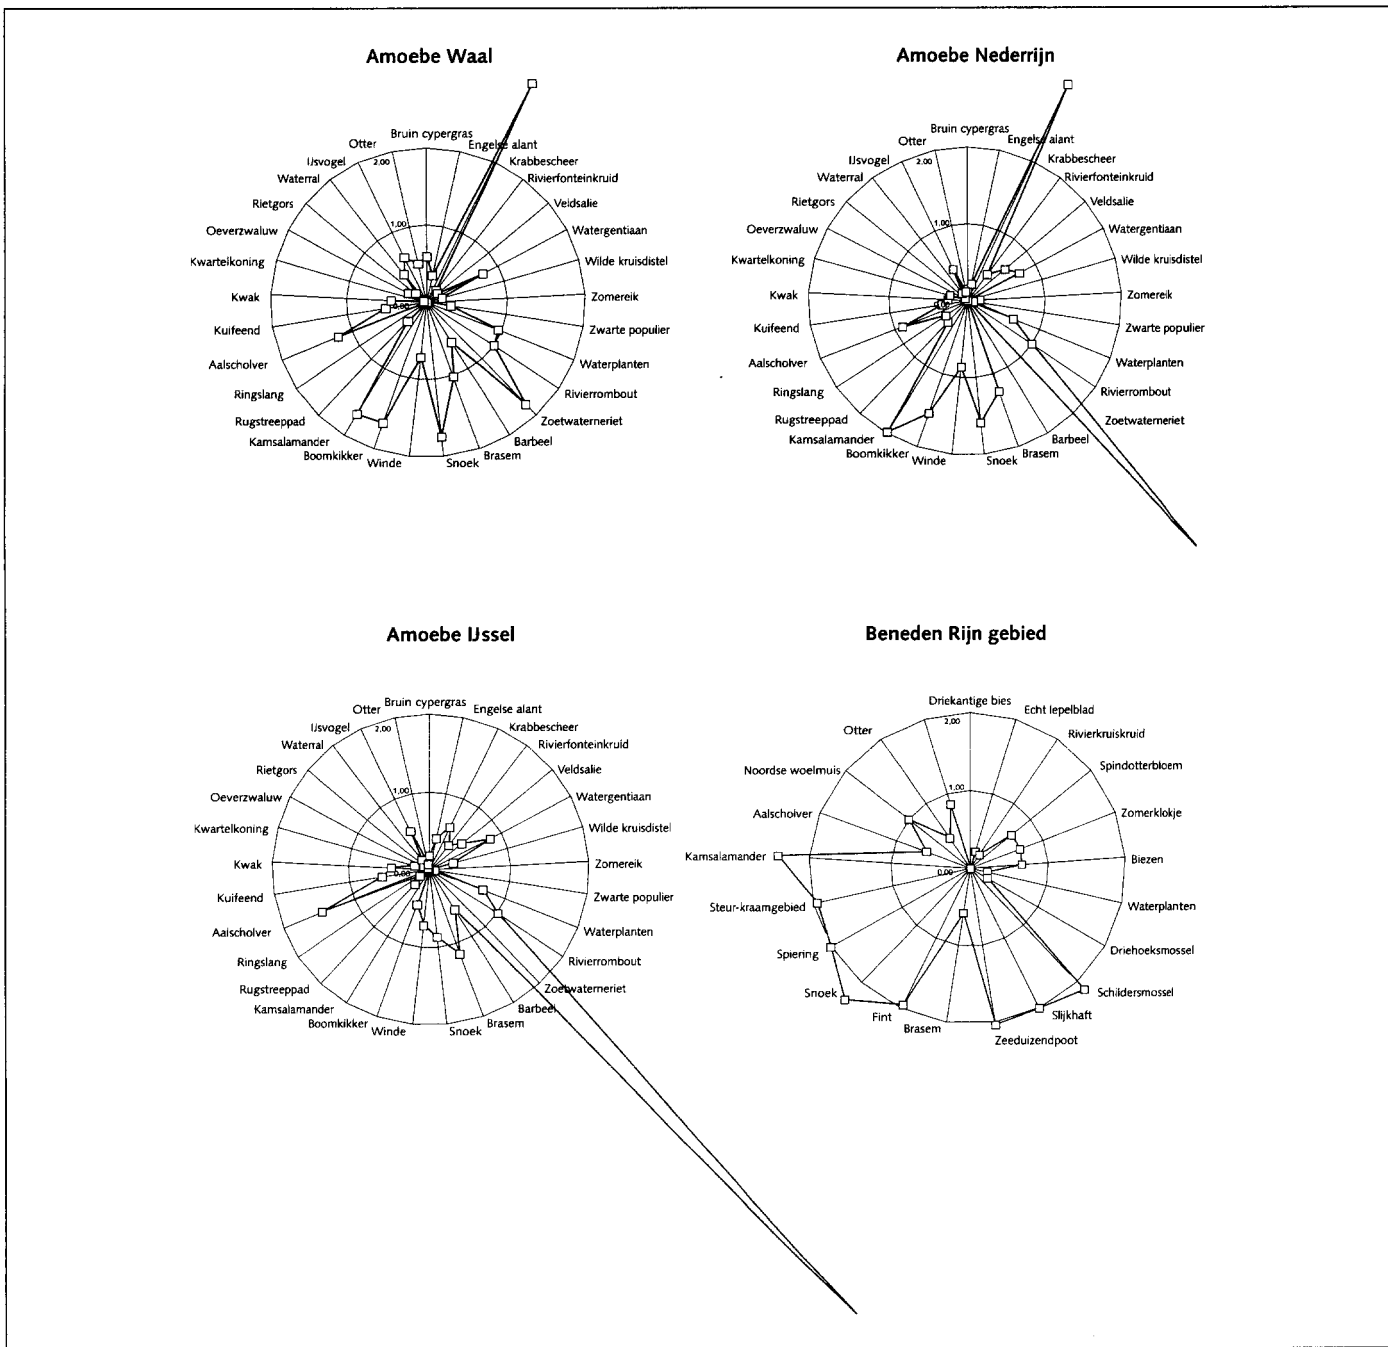 Amoebe Waal
Bruin cypergras
Engelse alant
Krabbescheer
Rivierfonteinkruid
Veldsalie
Watergentiaan
Wilde kruisdistel
Zomereik
Zwarte populier
Waterplanten
Rivierrombout
Zoetwaterneriet
Barbeel
Brasem
Snoek
Winde
Boomkikker
Kamsalamander
Rugstreeppad
Ringslang
Aalscholver
Kuifeend
Kwak
Kwartelkoning
Oeverzwaluw
Rietgors
Waterral
IJsvogel
Otter
2,00
1,00
0,00
Amoebe Nederrijn
Bruin cypergras
Engelse alant
Krabbescheer
Rivierfonteinkruid
Veldsalie
Watergentiaan
Wilde kruisdistel
Zomereik
Zwarte populier
Waterplanten
Rivierrombout
Zoetwaterneriet
Barbeel
Brasem
Snoek
Winde
Boomkikker
Kamsalamander
Rugstreeppad
Ringslang
Aalscholver
Kuifeend
Kwak
Kwartelkoning
Oeverzwaluw
Rietgors
Waterral
IJsvogel
Otter
2,00
1,00
0,00
Amoebe IJssel
Bruin cypergras
Engelse alant
Krabbescheer
Rivierfonteinkruid
Veldsalie
Watergentiaan
Wilde kruisdistel
Zomereik
Zwarte populier
Waterplanten
Rivierrombout
Zoetwaterneriet
Barbeel
Brasem
Snoek
Winde
Boomkikker
Kamsalamander
Rugstreeppad
Ringslang
Aalscholver
Kuifeend
Kwak
Kwartelkoning
Oeverzwaluw
Rietgors
Waterral
IJsvogel
Otter
2,00
1,00
0,00
Beneden Rijn gebied
Driekantige bies
Echt lepelblad
Rivierkruiskruid
Spindotterbloem
Zomerklokje
Biezen
Waterplanten
Driehoeksmossel
Schildersmossel
Slijkhaft
Zeeduizendpoot
Brasem
Fint
Snoek
Spiering
Steur-kraamgebied
Kamsalamander
Aalscholver
Noordse woelmuis
Otter
2,00
1,00
0,00